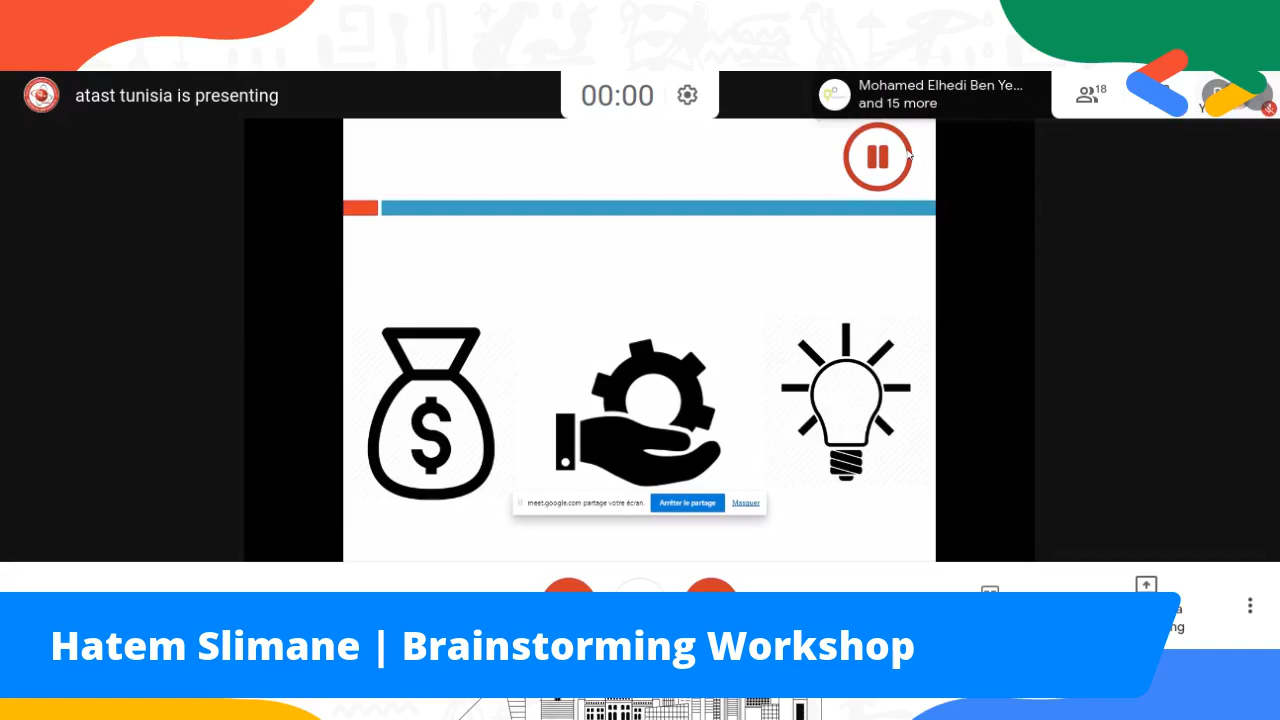 atast tunisia is presenting
00:00
Mohamed Elhedi Ben Ye...
and 15 more
18
$
meet.google.com partage votre écran.
Arrêter le partage
Masquer
Hatem Slimane | Brainstorming Workshop